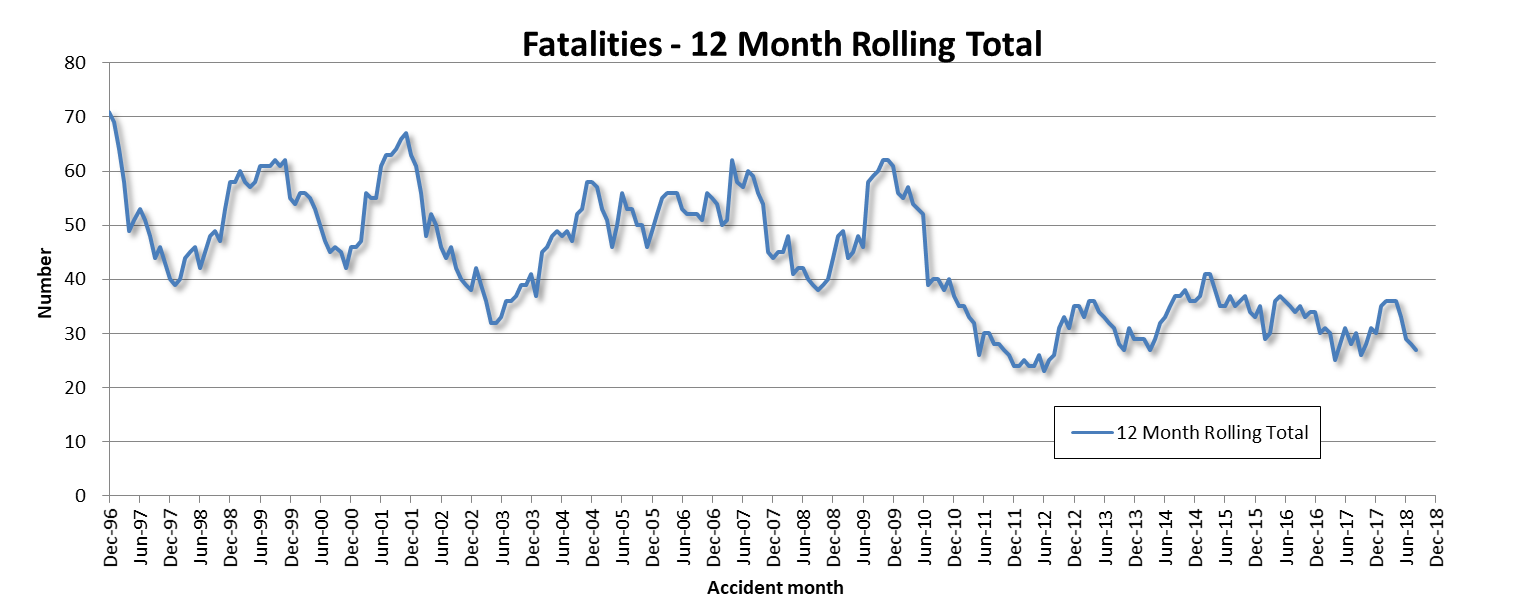 Fatalities - 12 Month Rolling Total
80
70
60
50
40
30
20
10
0
Number
12 Month Rolling Total
Dec-96
Jun-97
Dec-97
Jun-98
Dec-98
Jun-99
Dec-99
Jun-00
Dec-00
Jun-01
Dec-01
Jun-02
Dec-02
Jun-03
Dec-03
Jun-04
Dec-04
Jun-05
Dec-05
Jun-06
Dec-06
Jun-07
Dec-07
Jun-08
Dec-08
Jun-09
Dec-09
Jun-10
Dec-10
Jun-11
Dec-11
Jun-12
Dec-12
Jun-13
Dec-13
Jun-14
Dec-14
Jun-15
Dec-15
Jun-16
Dec-16
Jun-17
Dec-17
Jun-18
Dec-18
Accident month